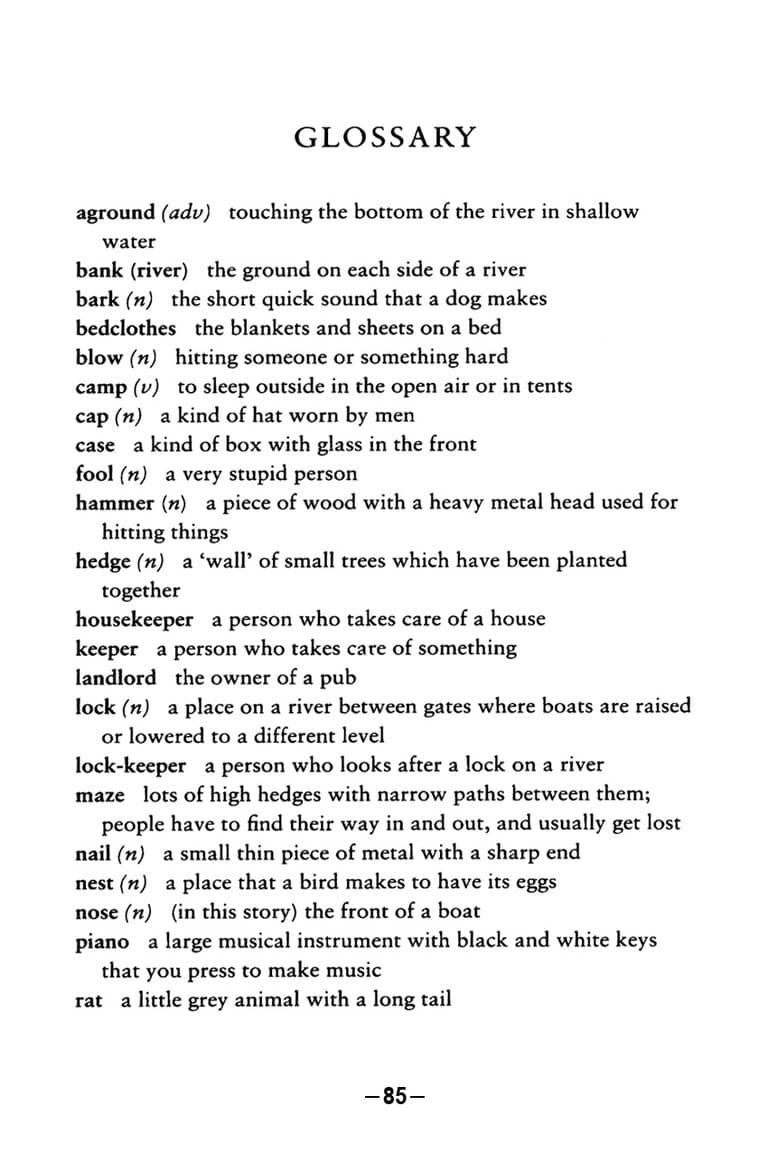 GLOSSARY
aground (adv) touching the bottom of the river in shallow
water
bank (river) the ground on each side of a river
bark (n) the short quick sound that a dog makes
bedclothes the blankets and sheets on a bed
blow (n) hitting someone or something hard
camp (v) to sleep outside in the open air or in tents
cap (n) a kind of hat worn by men
case a kind of box with glass in the front
fool (n) a very stupid person
hammer (n) a piece of wood with a heavy metal head used for
hitting things
hedge (n) a ‘wall’ of small trees which have been planted
together
housekeeper a person who takes care of a house
keeper a person who takes care of something
landlord the owner of a pub
lock (n) a place on a river between gates where boats are raised
or lowered to a different level
lock-keeper a person who looks after a lock on a river
maze lots of high hedges with narrow paths between them;
people have to find their way in and out, and usually get lost
nail (n) a small thin piece of metal with a sharp end
nest (n) a place that a bird makes to have its eggs
nose (n) (in this story) the front of a boat
piano a large musical instrument with black and white keys
that you press to make music
rat a little grey animal with a long tail
–85–